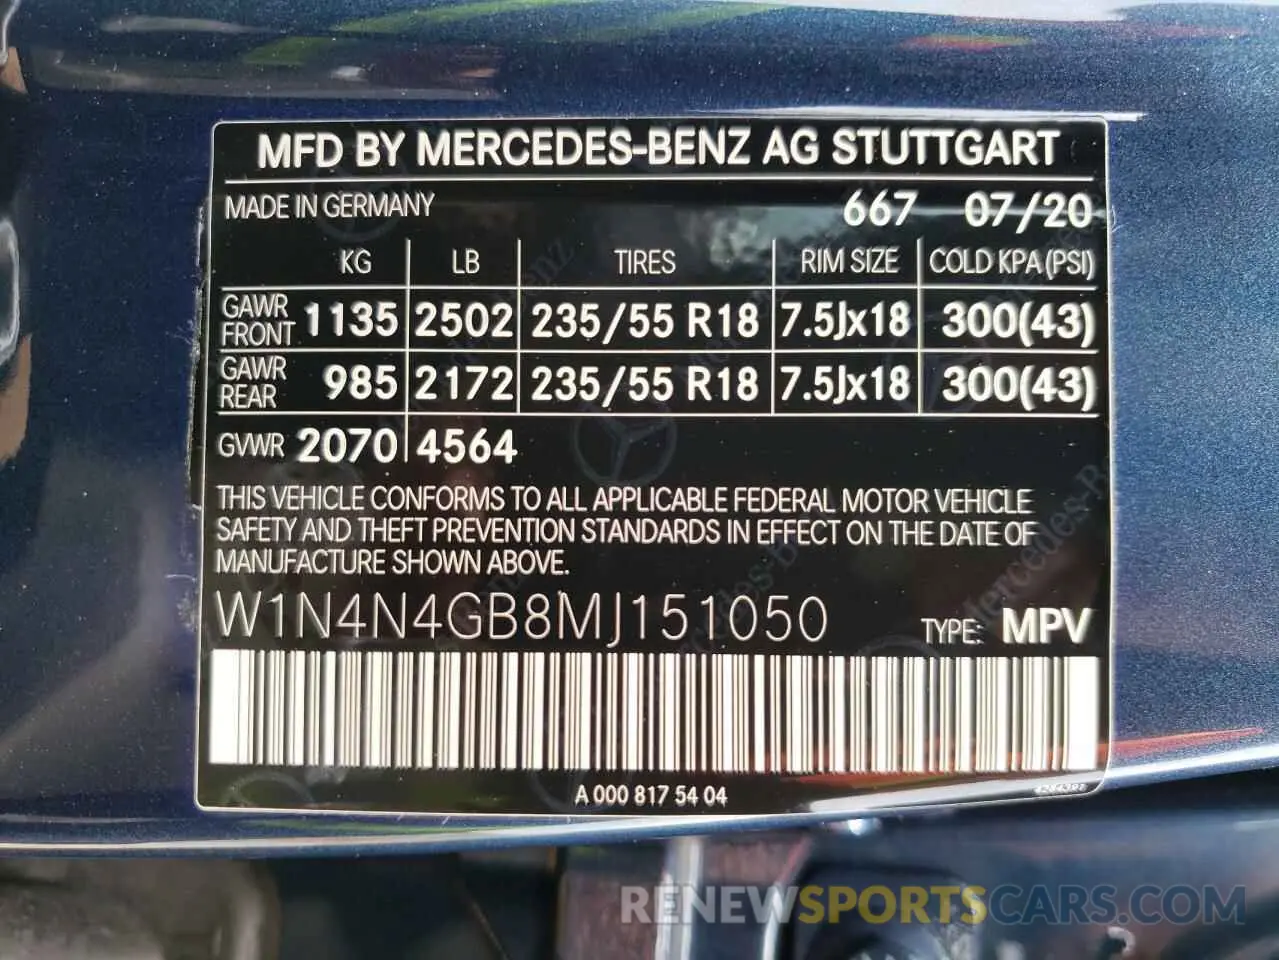 MFD BY MERCEDES-BENZ AG STUTTGART
MADE IN GERMANY 667 07/20
KG LB TIRES RIM SIZE COLD KPA (PSI)
GAWR FRONT 1135 2502 235/55 R18 7.5Jx18 300(43)
GAWR REAR 985 2172 235/55 R18 7.5Jx18 300(43)
GVWR 2070 4564
THIS VEHICLE CONFORMS TO ALL APPLICABLE FEDERAL MOTOR VEHICLE
SAFETY AND THEFT PREVENTION STANDARDS IN EFFECT ON THE DATE OF
MANUFACTURE SHOWN ABOVE.
W1N4N4GB8MJ151050 TYPE: MPV
A 000 817 54 04
RENEWSPORTSCARS.COM